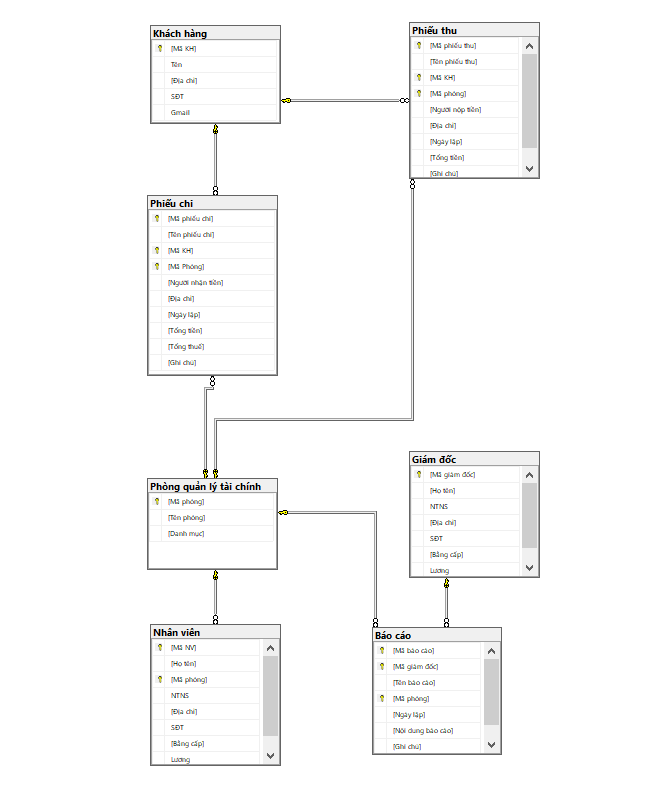 Khách hàng
[Mã KH]
Tên
[Địa chỉ]
SĐT
Gmail
Phiếu thu
[Mã phiếu thu]
[Tên phiếu thu]
[Mã KH]
[Mã phòng]
[Người nộp tiền]
[Địa chỉ]
[Ngày lập]
[Tổng tiền]
[Ghi chú]
Phiếu chi
[Mã phiếu chi]
[Tên phiếu chi]
[Mã KH]
[Mã Phòng]
[Người nhận tiền]
[Địa chỉ]
[Ngày lập]
[Tổng tiền]
[Tổng thuế]
[Ghi chú]
Phòng quản lý tài chính
[Mã phòng]
[Tên phòng]
[Danh mục]
Giám đốc
[Mã giám đốc]
[Họ tên]
NTNS
[Địa chỉ]
SĐT
[Bằng cấp]
Lương
Nhân viên
[Mã NV]
[Họ tên]
[Mã phòng]
NTNS
[Địa chỉ]
SĐT
[Bằng cấp]
Lương
Báo cáo
[Mã báo cáo]
[Mã giám đốc]
[Tên báo cáo]
[Mã phòng]
[Ngày lập]
[Nội dung báo cáo]
[Ghi chú]